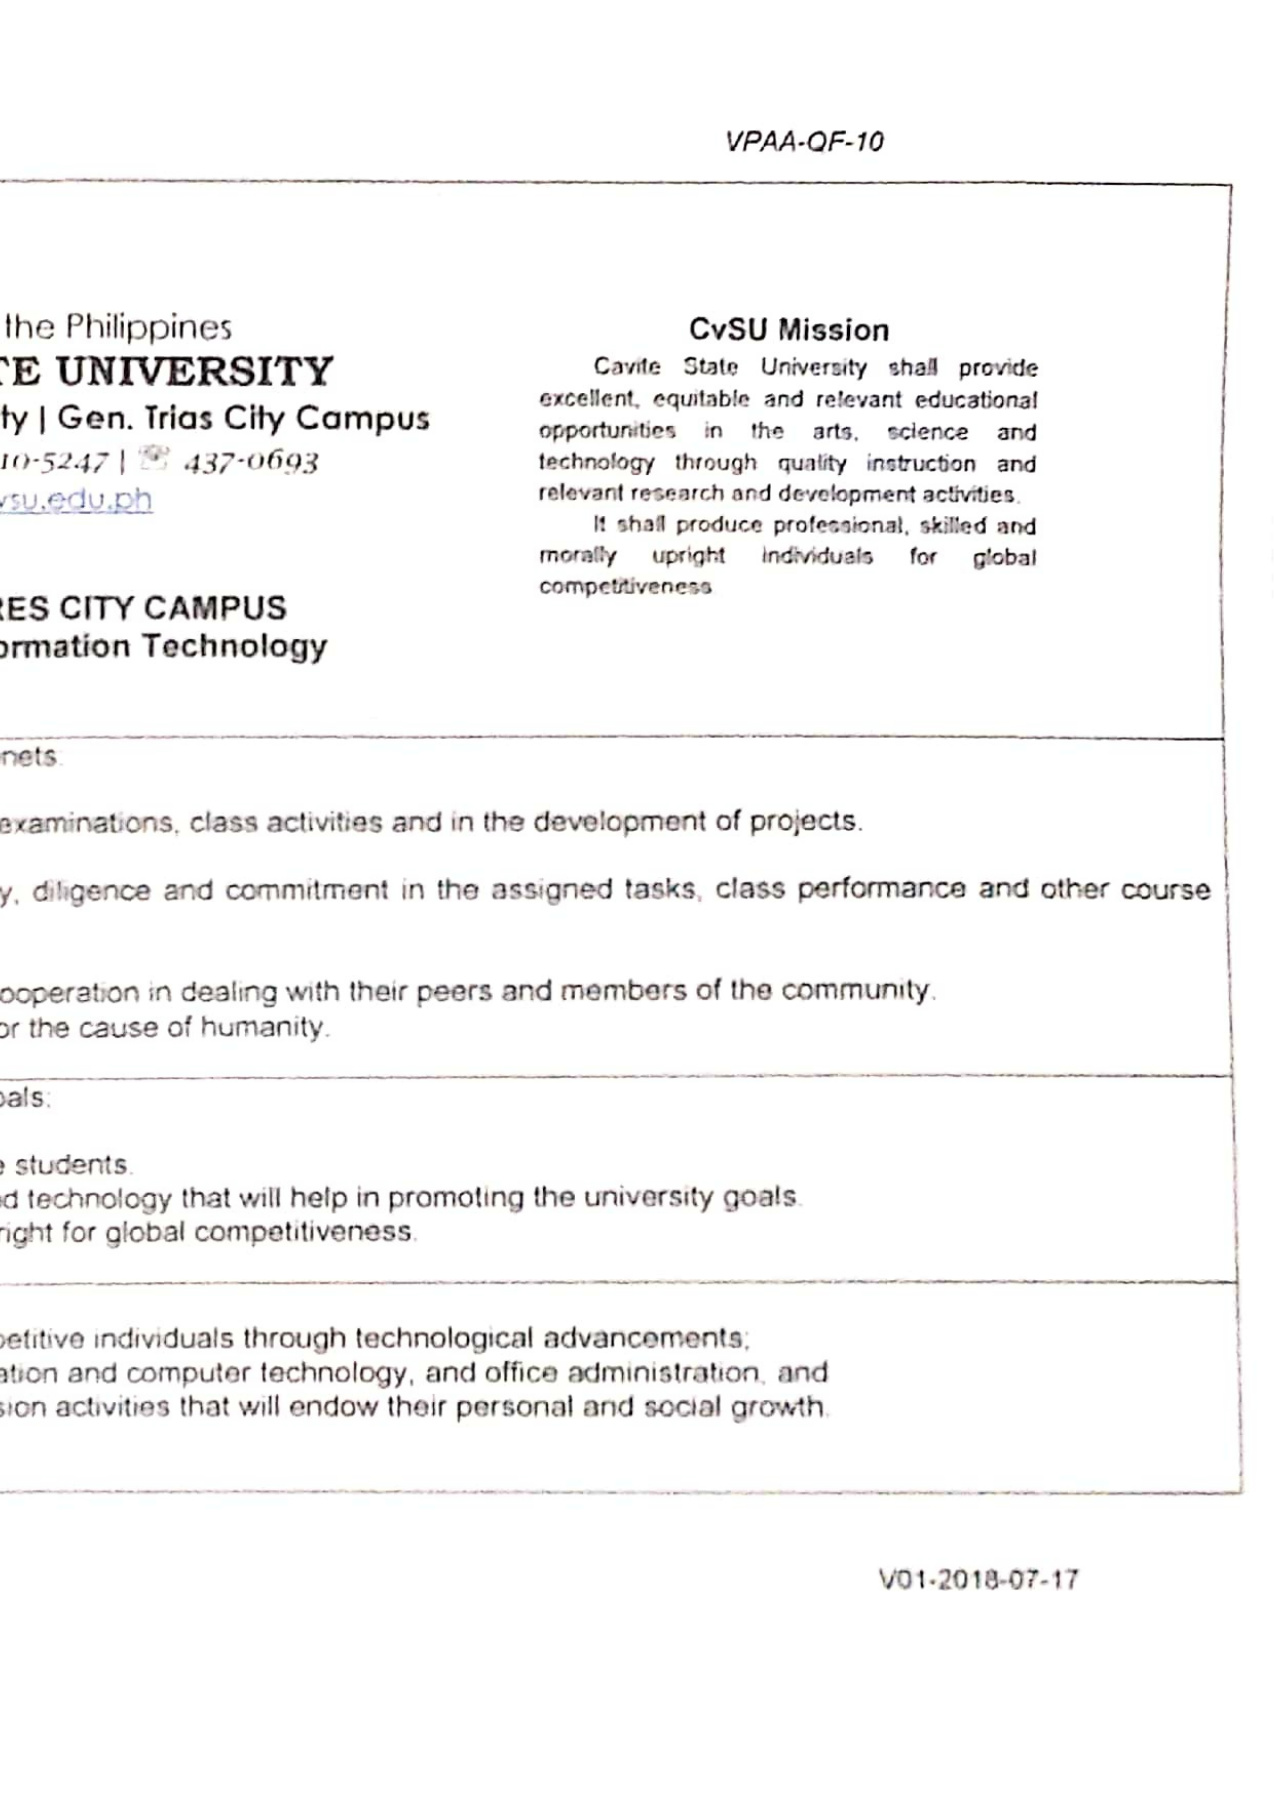 VPAA-QF-10
the Philippines
TE UNIVERSITY
ty | Gen. Trias City Campus
10-5247 | ☏ 437-0693
vsu.edu.ph
RES CITY CAMPUS
ormation Technology
CvSU Mission
Cavite State University shall provide
excellent, equitable and relevant educational
opportunities in the arts, science and
technology through quality instruction and
relevant research and development activities.
It shall produce professional, skilled and
morally upright individuals for global
competitiveness
nets:
examinations, class activities and in the development of projects.
y, diligence and commitment in the assigned tasks, class performance and other course
ooperation in dealing with their peers and members of the community.
or the cause of humanity.
oals:
e students.
ed technology that will help in promoting the university goals.
right for global competitiveness.
petitive individuals through technological advancements;
ation and computer technology, and office administration, and
sion activities that will endow their personal and social growth.
V01-2018-07-17